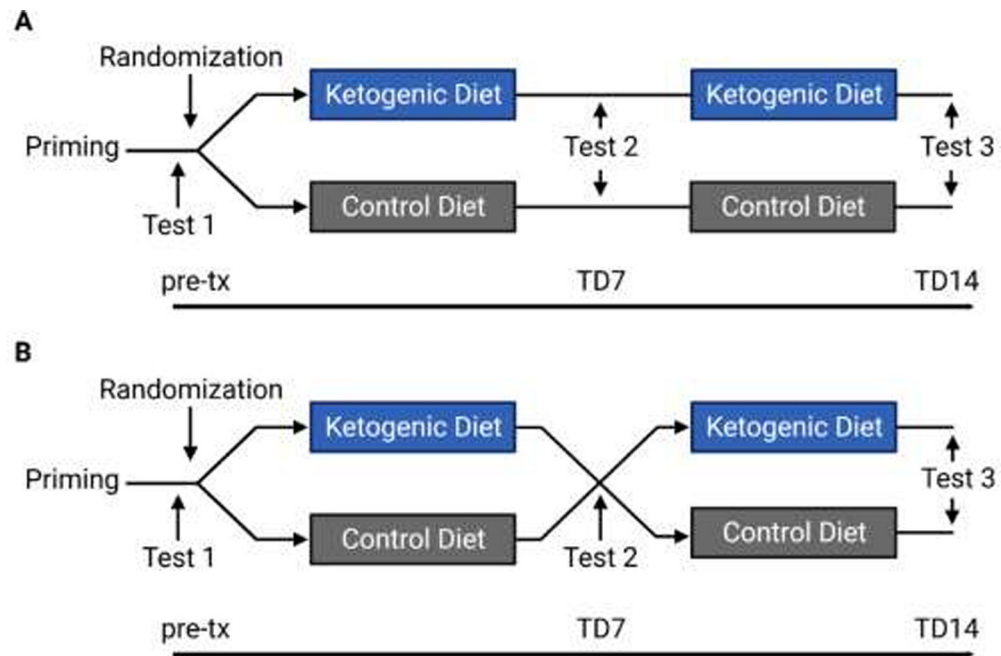 A
Randomization
Ketogenic Diet Ketogenic Diet
Priming Test 2 Test 3
Control Diet Control Diet
Test 1
pre-tx TD7 TD14
B
Randomization
Ketogenic Diet Ketogenic Diet
Priming Test 3
Control Diet Control Diet
Test 1 Test 2
pre-tx TD7 TD14